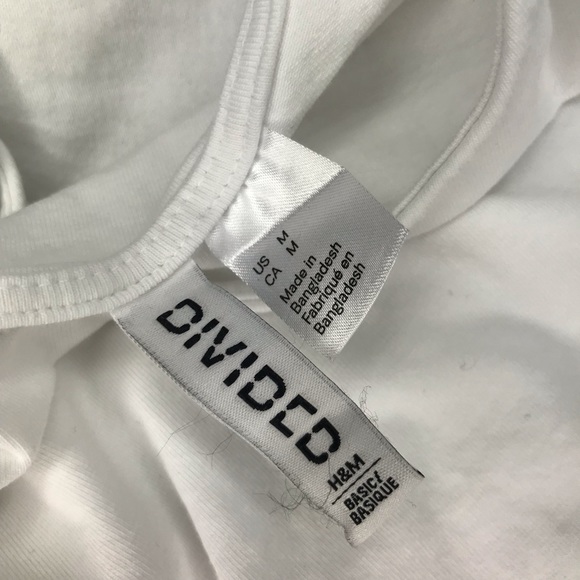 US M
CA M
Made in
Bangladesh
Fabriqué en
Bangladesh
DIVIDED
H&M
BASIC/
BASIQUE